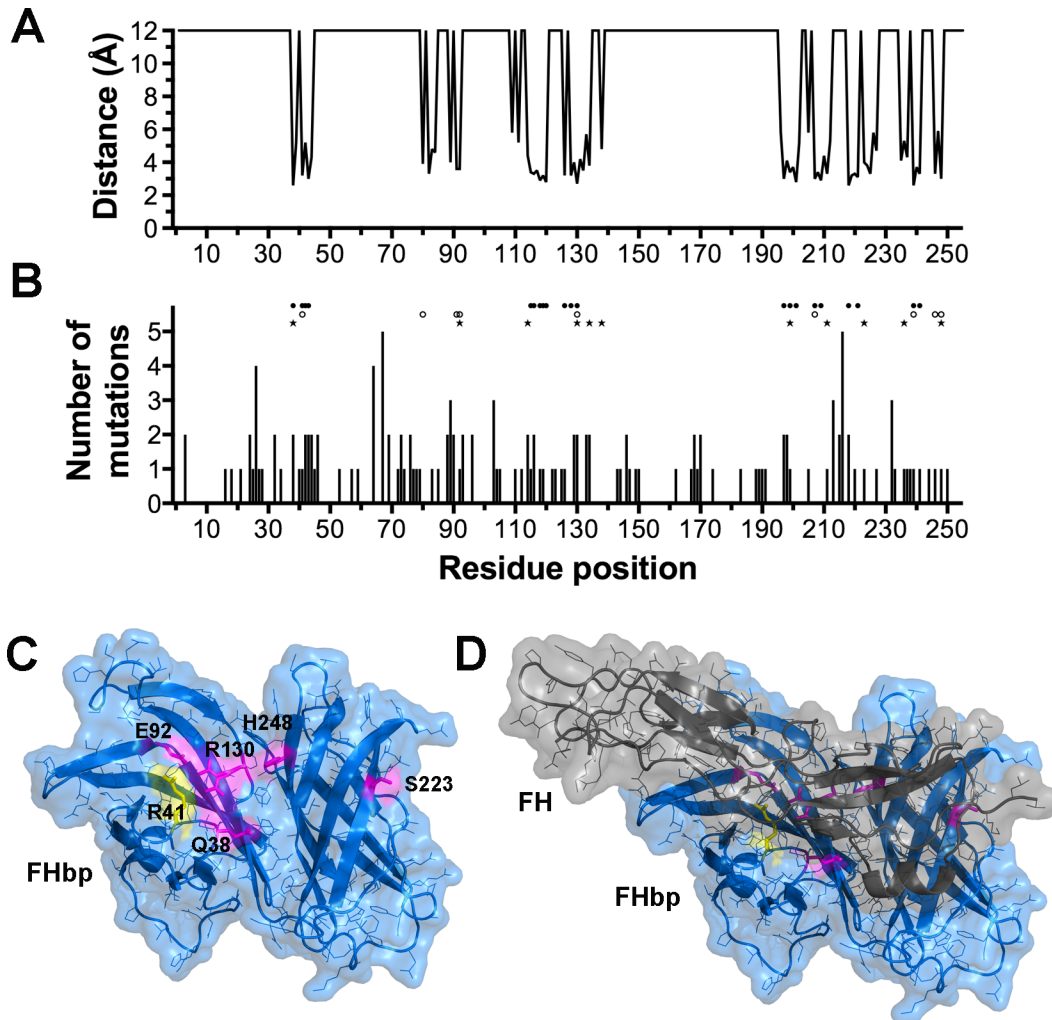 A
Distance (Å)
12
10
8
6
4
2
0
10 30 50 70 90 110 130 150 170 190 210 230 250
B
Number of
mutations
5
4
3
2
1
0
10 30 50 70 90 110 130 150 170 190 210 230 250
Residue position
C
E92
R130
H248
S223
R41
Q38
FHbp
D
FH
FHbp